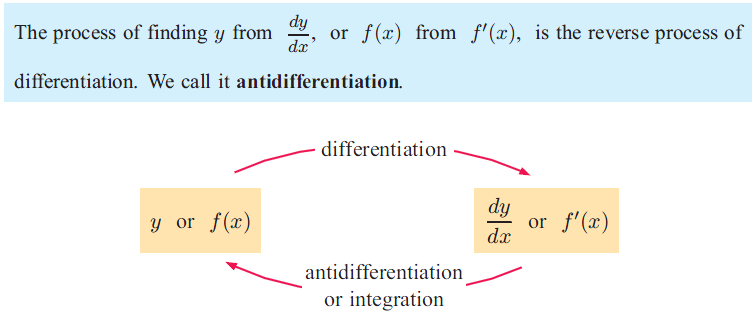 The process of finding y from dy/dx, or f(x) from f′(x), is the reverse process of
differentiation. We call it antidifferentiation.
differentiation
y or f(x)
dy/dx or f′(x)
antidifferentiation
or integration